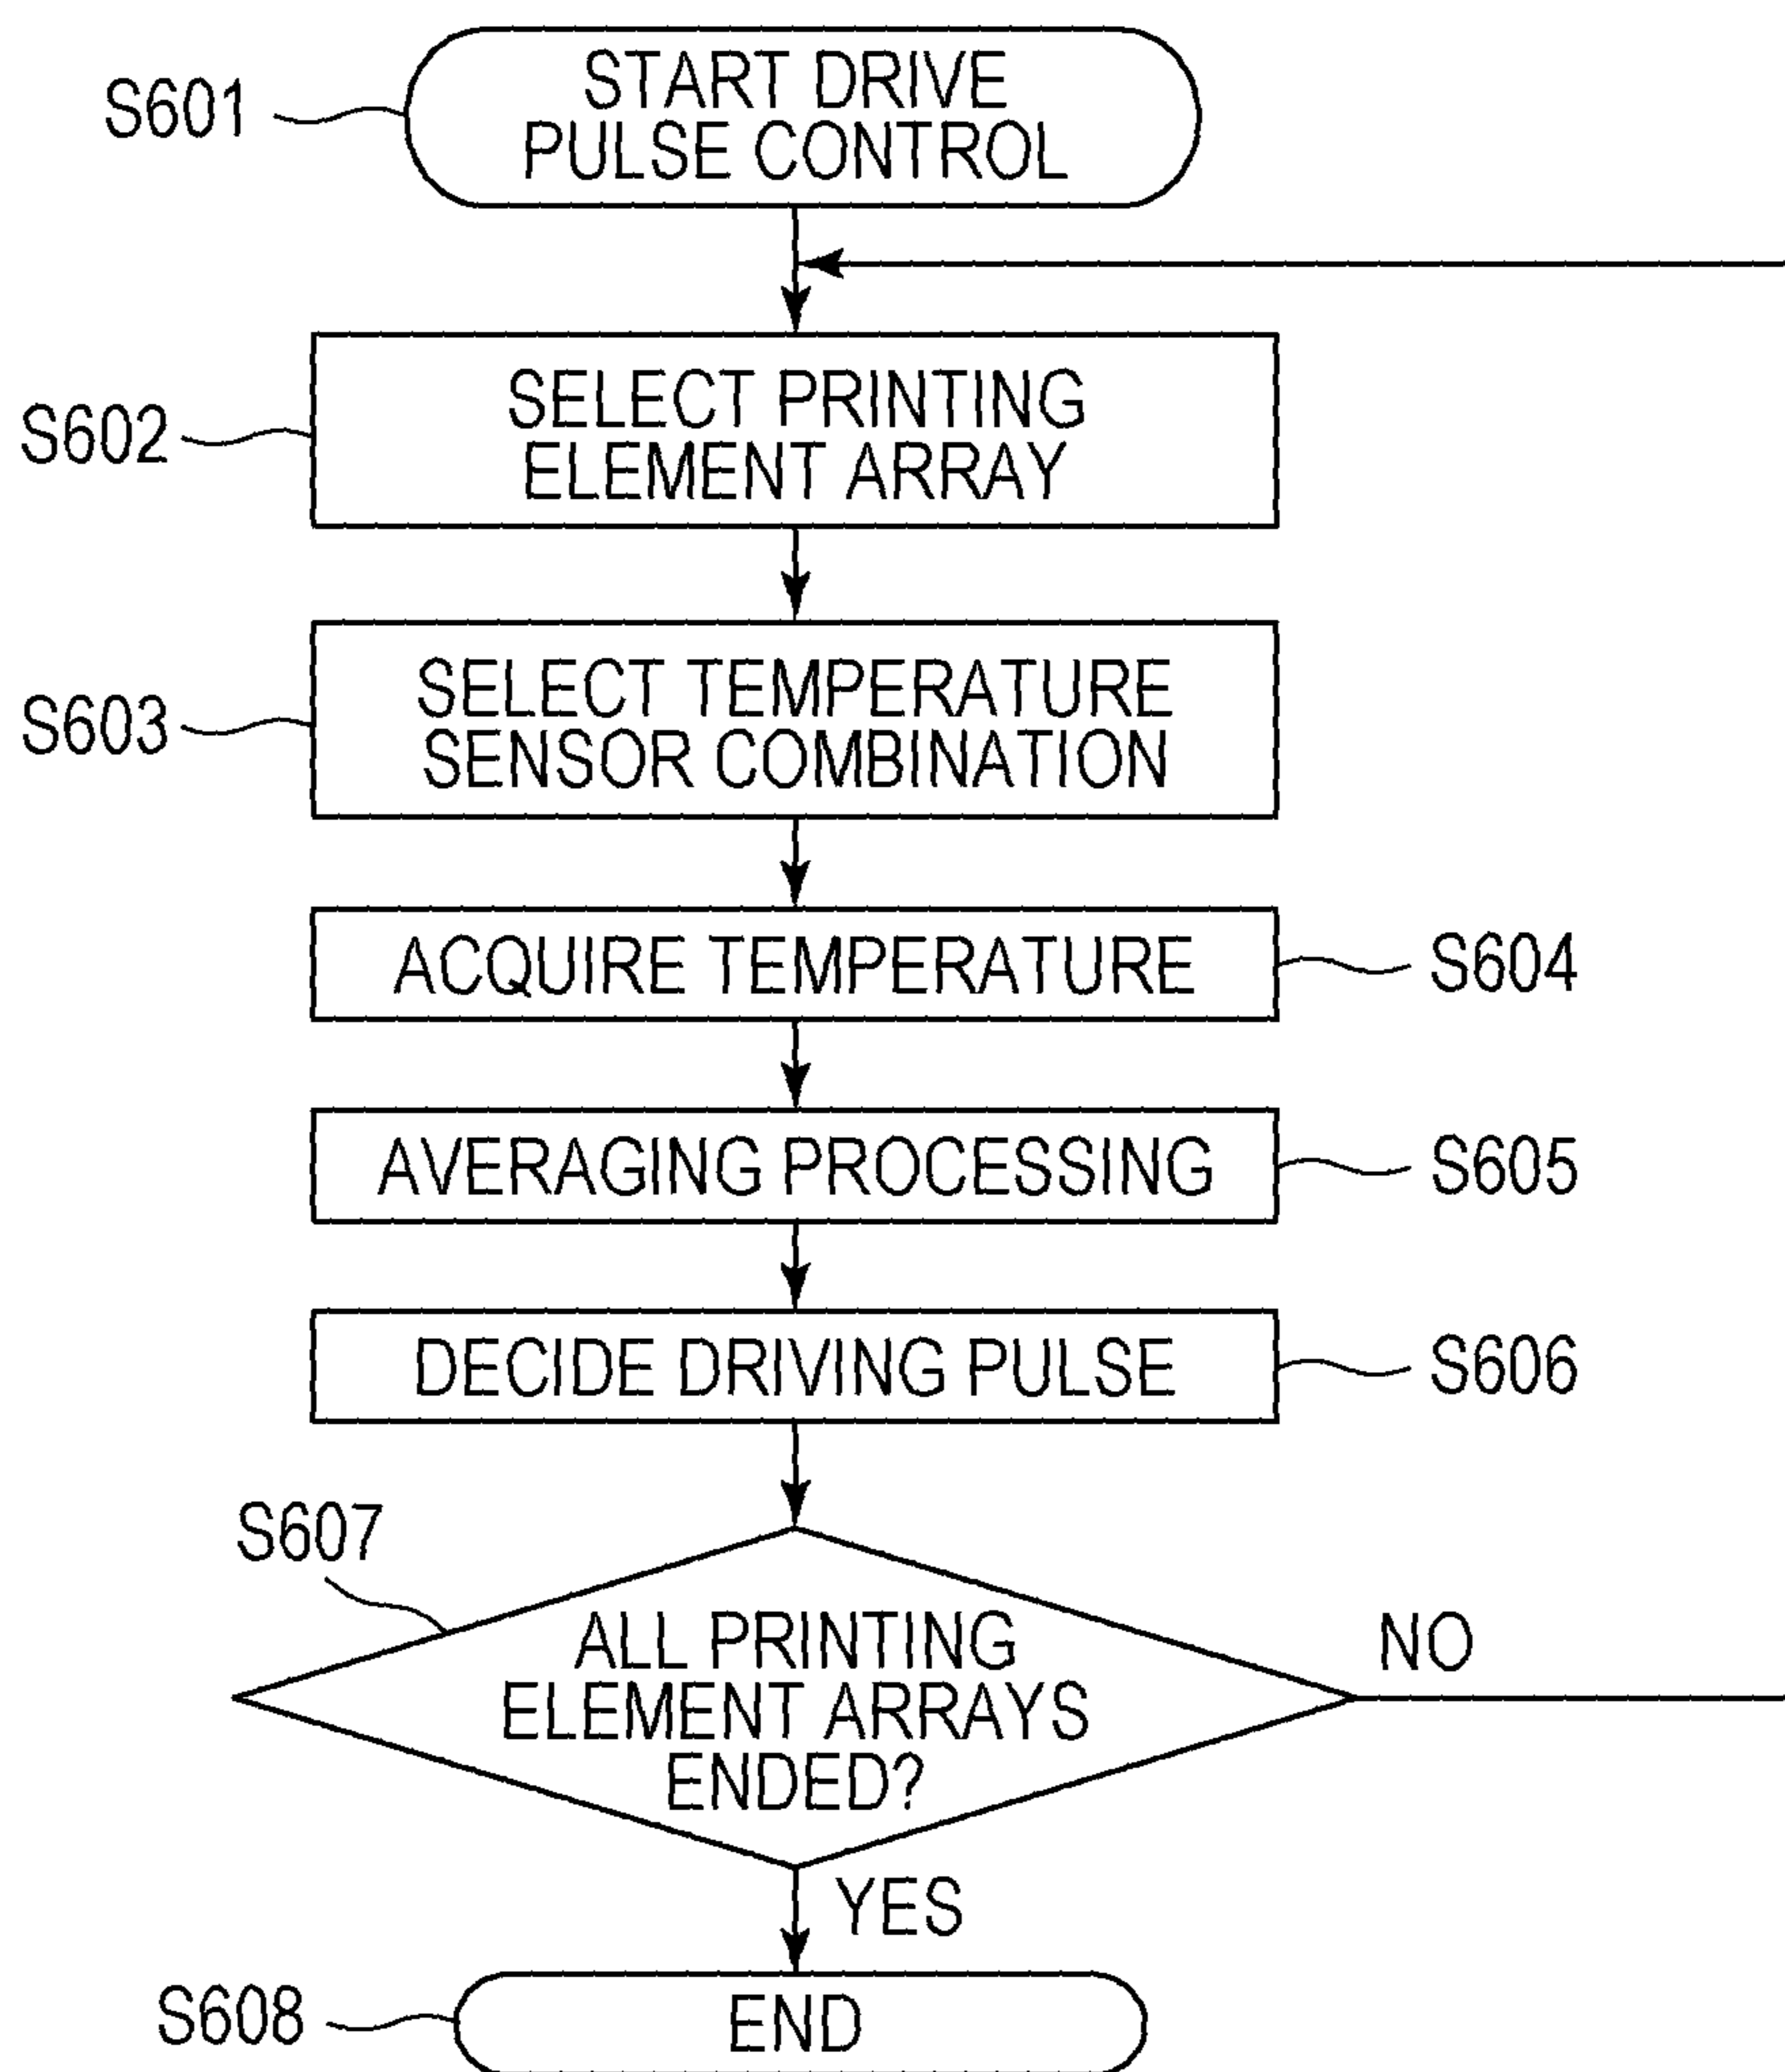 S601
START DRIVE
PULSE CONTROL
S602
SELECT PRINTING
ELEMENT ARRAY
S603
SELECT TEMPERATURE
SENSOR COMBINATION
ACQUIRE TEMPERATURE
S604
AVERAGING PROCESSING
S605
DECIDE DRIVING PULSE
S606
S607
ALL PRINTING
ELEMENT ARRAYS
ENDED?
NO
YES
S608
END